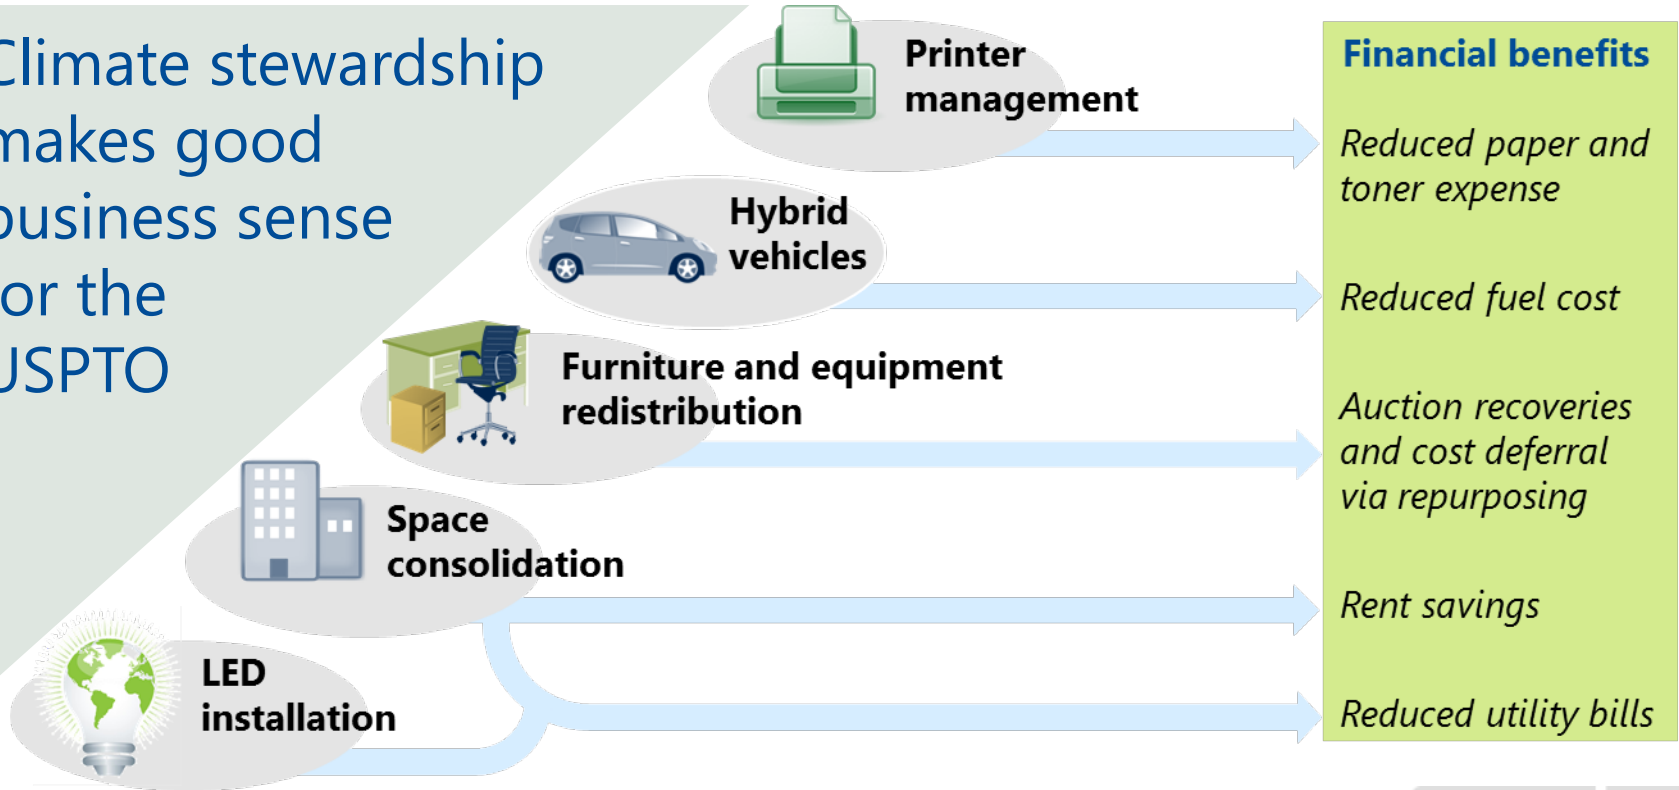 Climate stewardship
makes good
business sense
for the
USPTO
Printer
management
Hybrid
vehicles
Furniture and equipment
redistribution
Space
consolidation
LED
installation
Financial benefits
Reduced paper and
toner expense
Reduced fuel cost
Auction recoveries
and cost deferral
via repurposing
Rent savings
Reduced utility bills